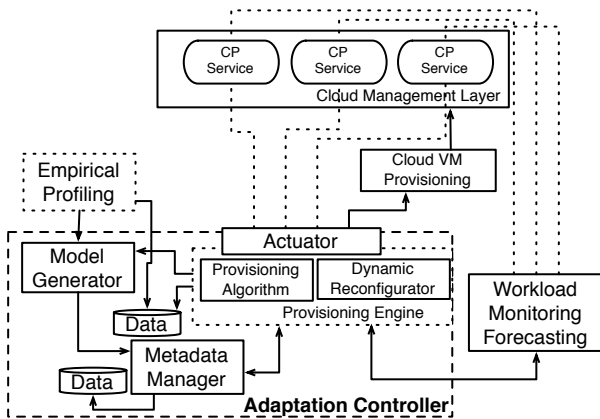 CP
Service
CP
Service
CP
Service
Cloud Management Layer
Empirical
Profiling
Cloud VM
Provisioning
Actuator
Model
Generator
Provisioning
Algorithm
Dynamic
Reconfigurator
Provisioning Engine
Workload
Monitoring
Forecasting
Data
Metadata
Manager
Data
Adaptation Controller